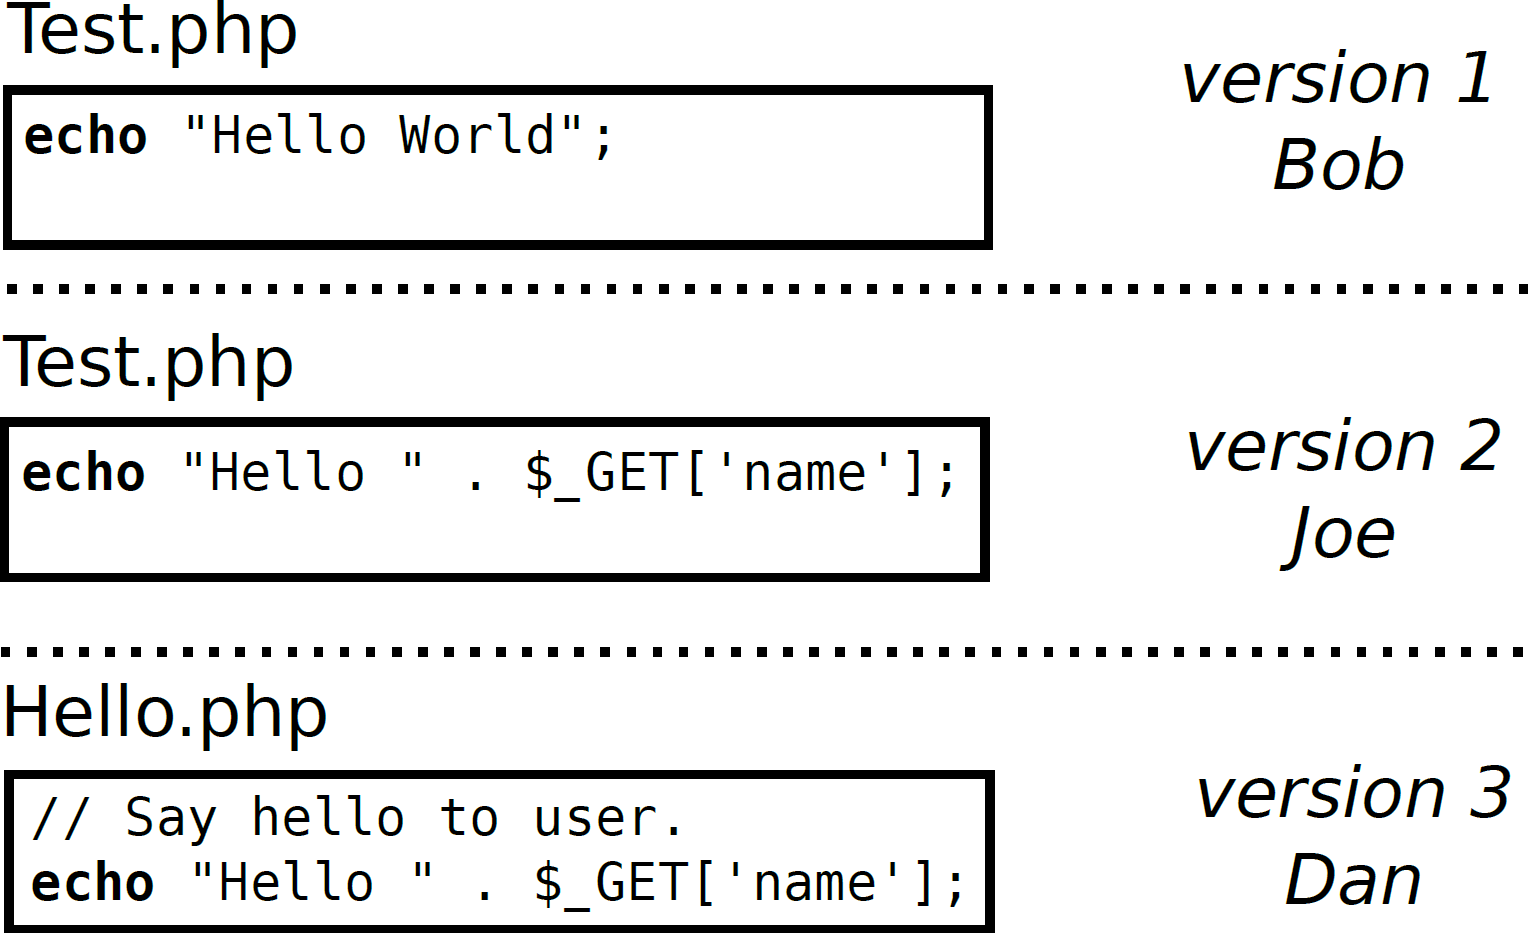 Test.php
echo "Hello World";
version 1
Bob
Test.php
echo "Hello " . $_GET['name'];
version 2
Joe
Hello.php
// Say hello to user.
echo "Hello " . $_GET['name'];
version 3
Dan